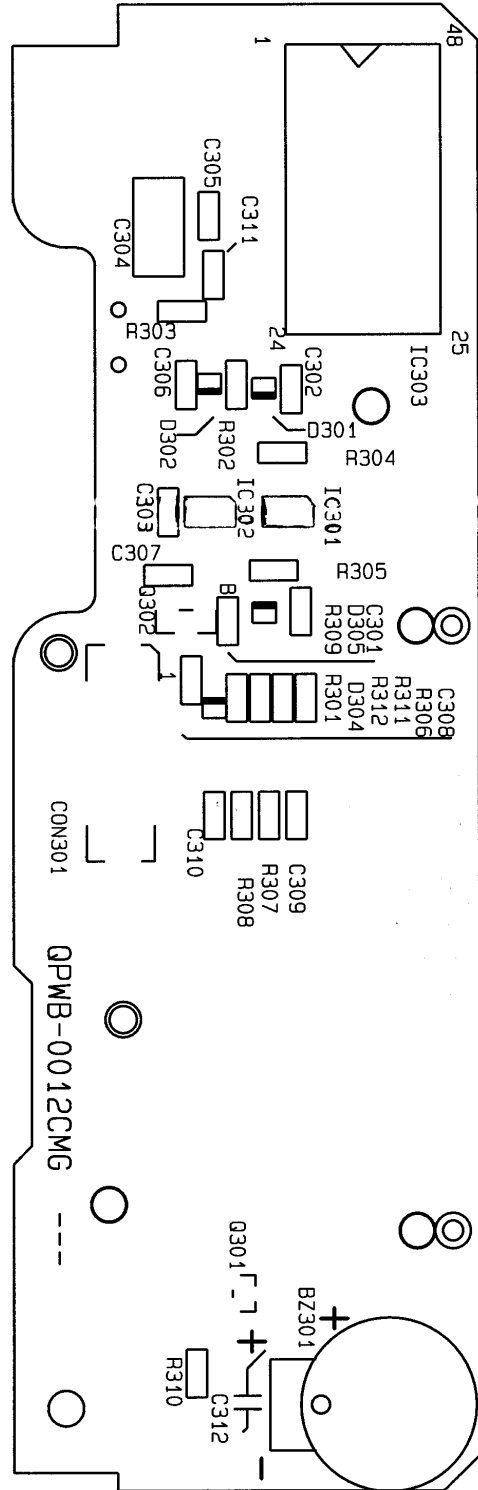 1
48
C305
C311
C304
R303
24
25
IC303
C306
C302
D302
R302
D301
R304
C303
IC302
IC301
C307
R305
Q302
B
R309
D305
C301
1
R301
D304
R312
R311
R306
C308
CON301
C310
R308
R307
C309
QPWB-0012CMG ---
Q301
BZ301
+
+
R310
C312
-